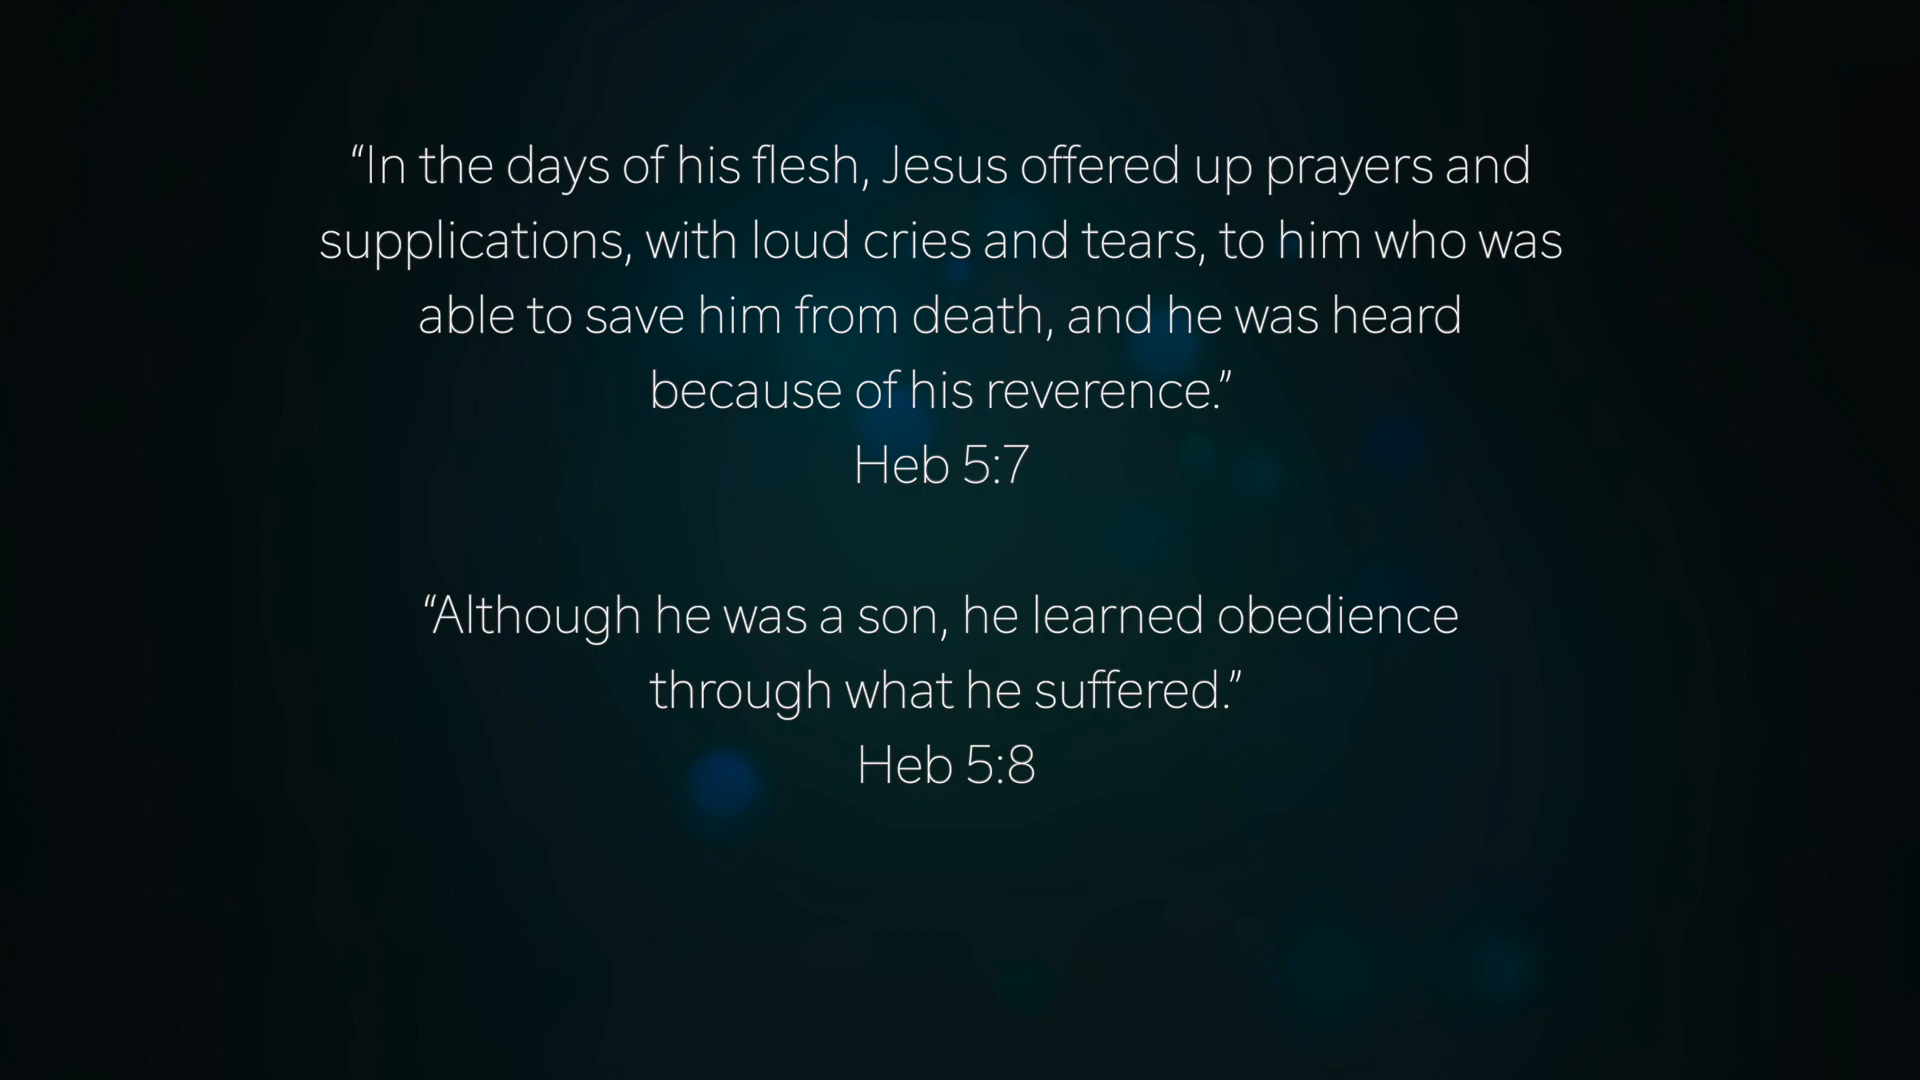 “In the days of his flesh, Jesus offered up prayers and
supplications, with loud cries and tears, to him who was
able to save him from death, and he was heard
because of his reverence.”
Heb 5:7
“Although he was a son, he learned obedience
through what he suffered.”
Heb 5:8